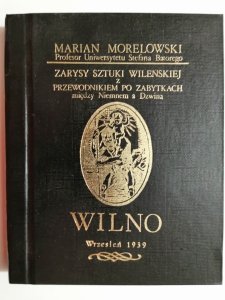 MARIAN MORELOWSKI
Profesor Uniwersytetu Stefana Batorego
ZARYSY SZTUKI WILEŃSKIEJ
Z
PRZEWODNIKIEM PO ZABYTKACH
między Niemnem a Dźwiną
WILNO
Wrzesień 1939